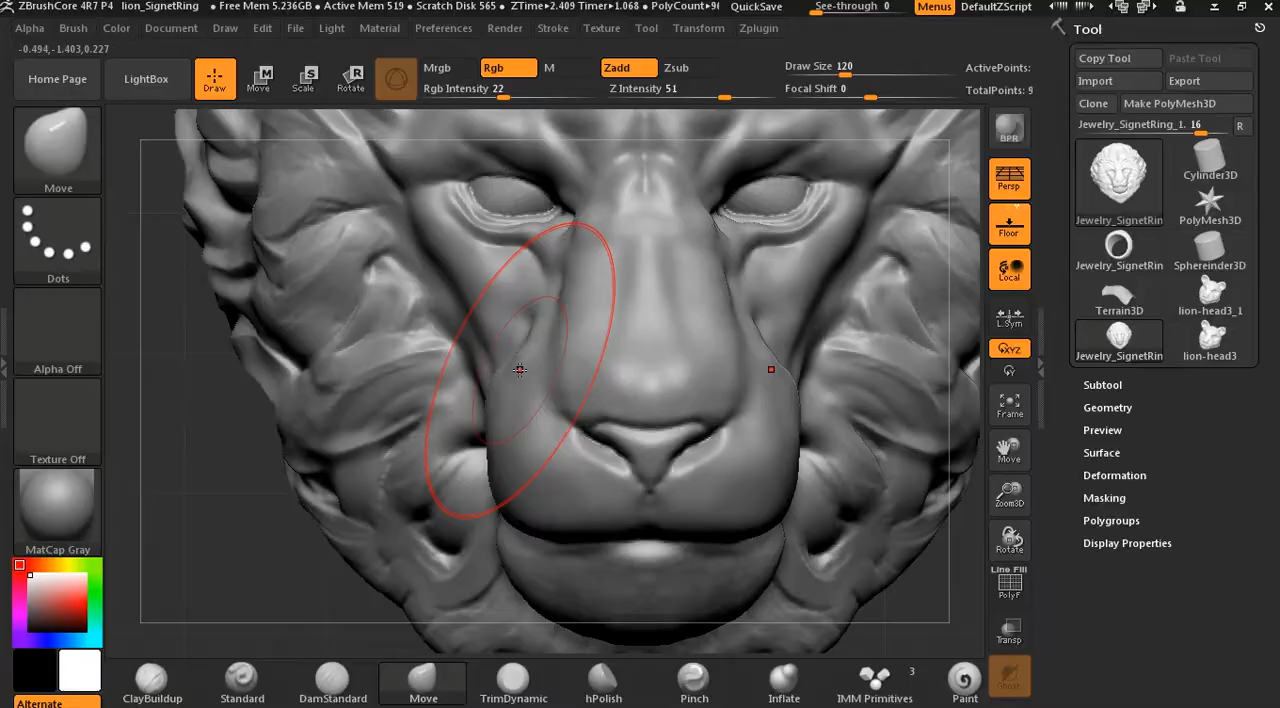 ZBrushCore 4R7 P4 lion_SignetRing • Free Mem 5.236GB • Active Mem 519 • Scratch Disk 565 • ZTime▸2.409 Timer▸1.068 • PolyCount▸96 QuickSave See-through 0 Menus DefaultZScript
Alpha Brush Color Document Draw Edit File Light Material Preferences Render Stroke Texture Tool Transform Zplugin
-0.494,-1.403,0.227
Home Page LightBox Draw Move Scale Rotate
Mrgb Rgb M Zadd Zsub
Rgb Intensity 22 Z Intensity 51
Draw Size 120
Focal Shift 0
ActivePoints:
TotalPoints: 9
Move
Dots
Alpha Off
Texture Off
MatCap Gray
Alternate
BPR
Persp
Floor
Local
L.Sym
XYZ
Frame
Move
Zoom3D
Rotate
Line Fill
PolyF
Transp
Ghost
Tool
Copy Tool Paste Tool
Import Export
Clone Make PolyMesh3D
Jewelry_SignetRing_1. 16 R
Cylinder3D
Jewelry_SignetRin PolyMesh3D
Jewelry_SignetRin Sphereinder3D
Terrain3D lion-head3_1
Jewelry_SignetRin lion-head3
Subtool
Geometry
Preview
Surface
Deformation
Masking
Polygroups
Display Properties
ClayBuildup Standard DamStandard Move TrimDynamic hPolish Pinch Inflate IMM Primitives 3 Paint